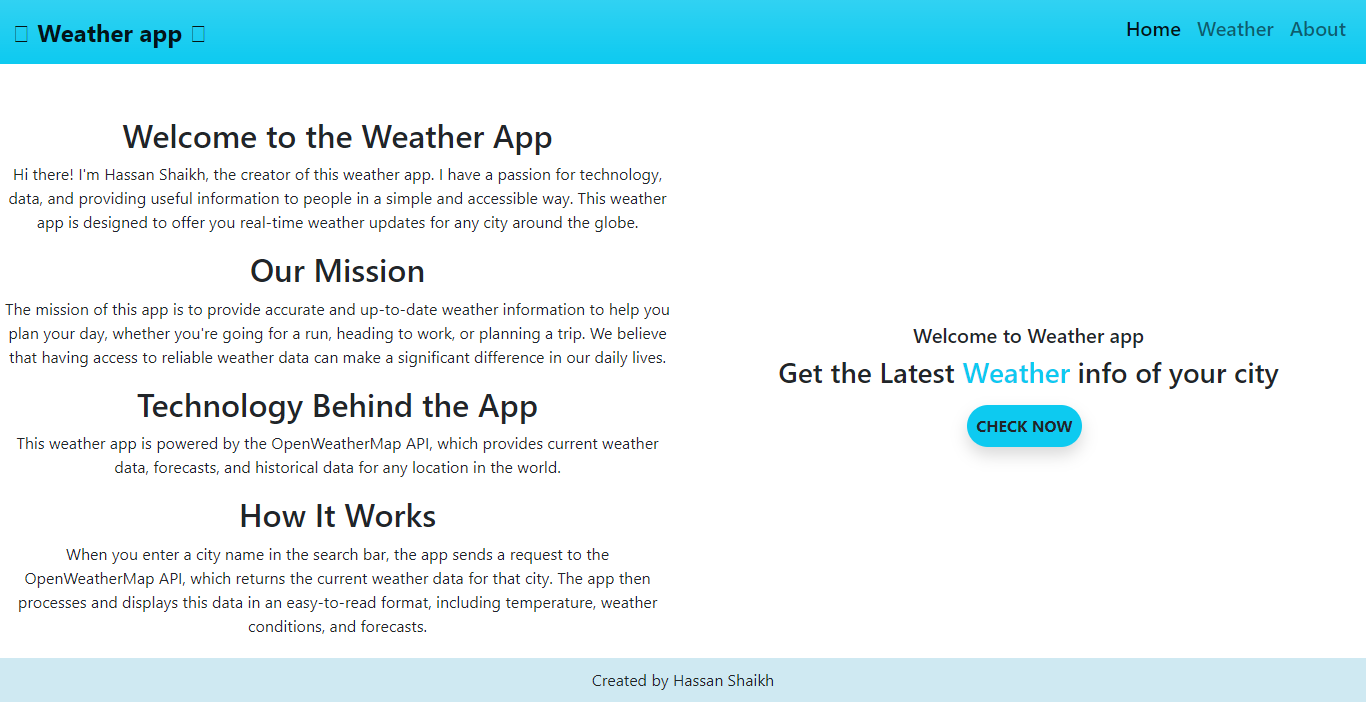 Weather app
Home Weather About
Welcome to the Weather App
Hi there! I'm Hassan Shaikh, the creator of this weather app. I have a passion for technology,
data, and providing useful information to people in a simple and accessible way. This weather
app is designed to offer you real-time weather updates for any city around the globe.
Our Mission
The mission of this app is to provide accurate and up-to-date weather information to help you
plan your day, whether you're going for a run, heading to work, or planning a trip. We believe
that having access to reliable weather data can make a significant difference in our daily lives.
Technology Behind the App
This weather app is powered by the OpenWeatherMap API, which provides current weather
data, forecasts, and historical data for any location in the world.
How It Works
When you enter a city name in the search bar, the app sends a request to the
OpenWeatherMap API, which returns the current weather data for that city. The app then
processes and displays this data in an easy-to-read format, including temperature, weather
conditions, and forecasts.
Welcome to Weather app
Get the Latest Weather info of your city
CHECK NOW
Created by Hassan Shaikh